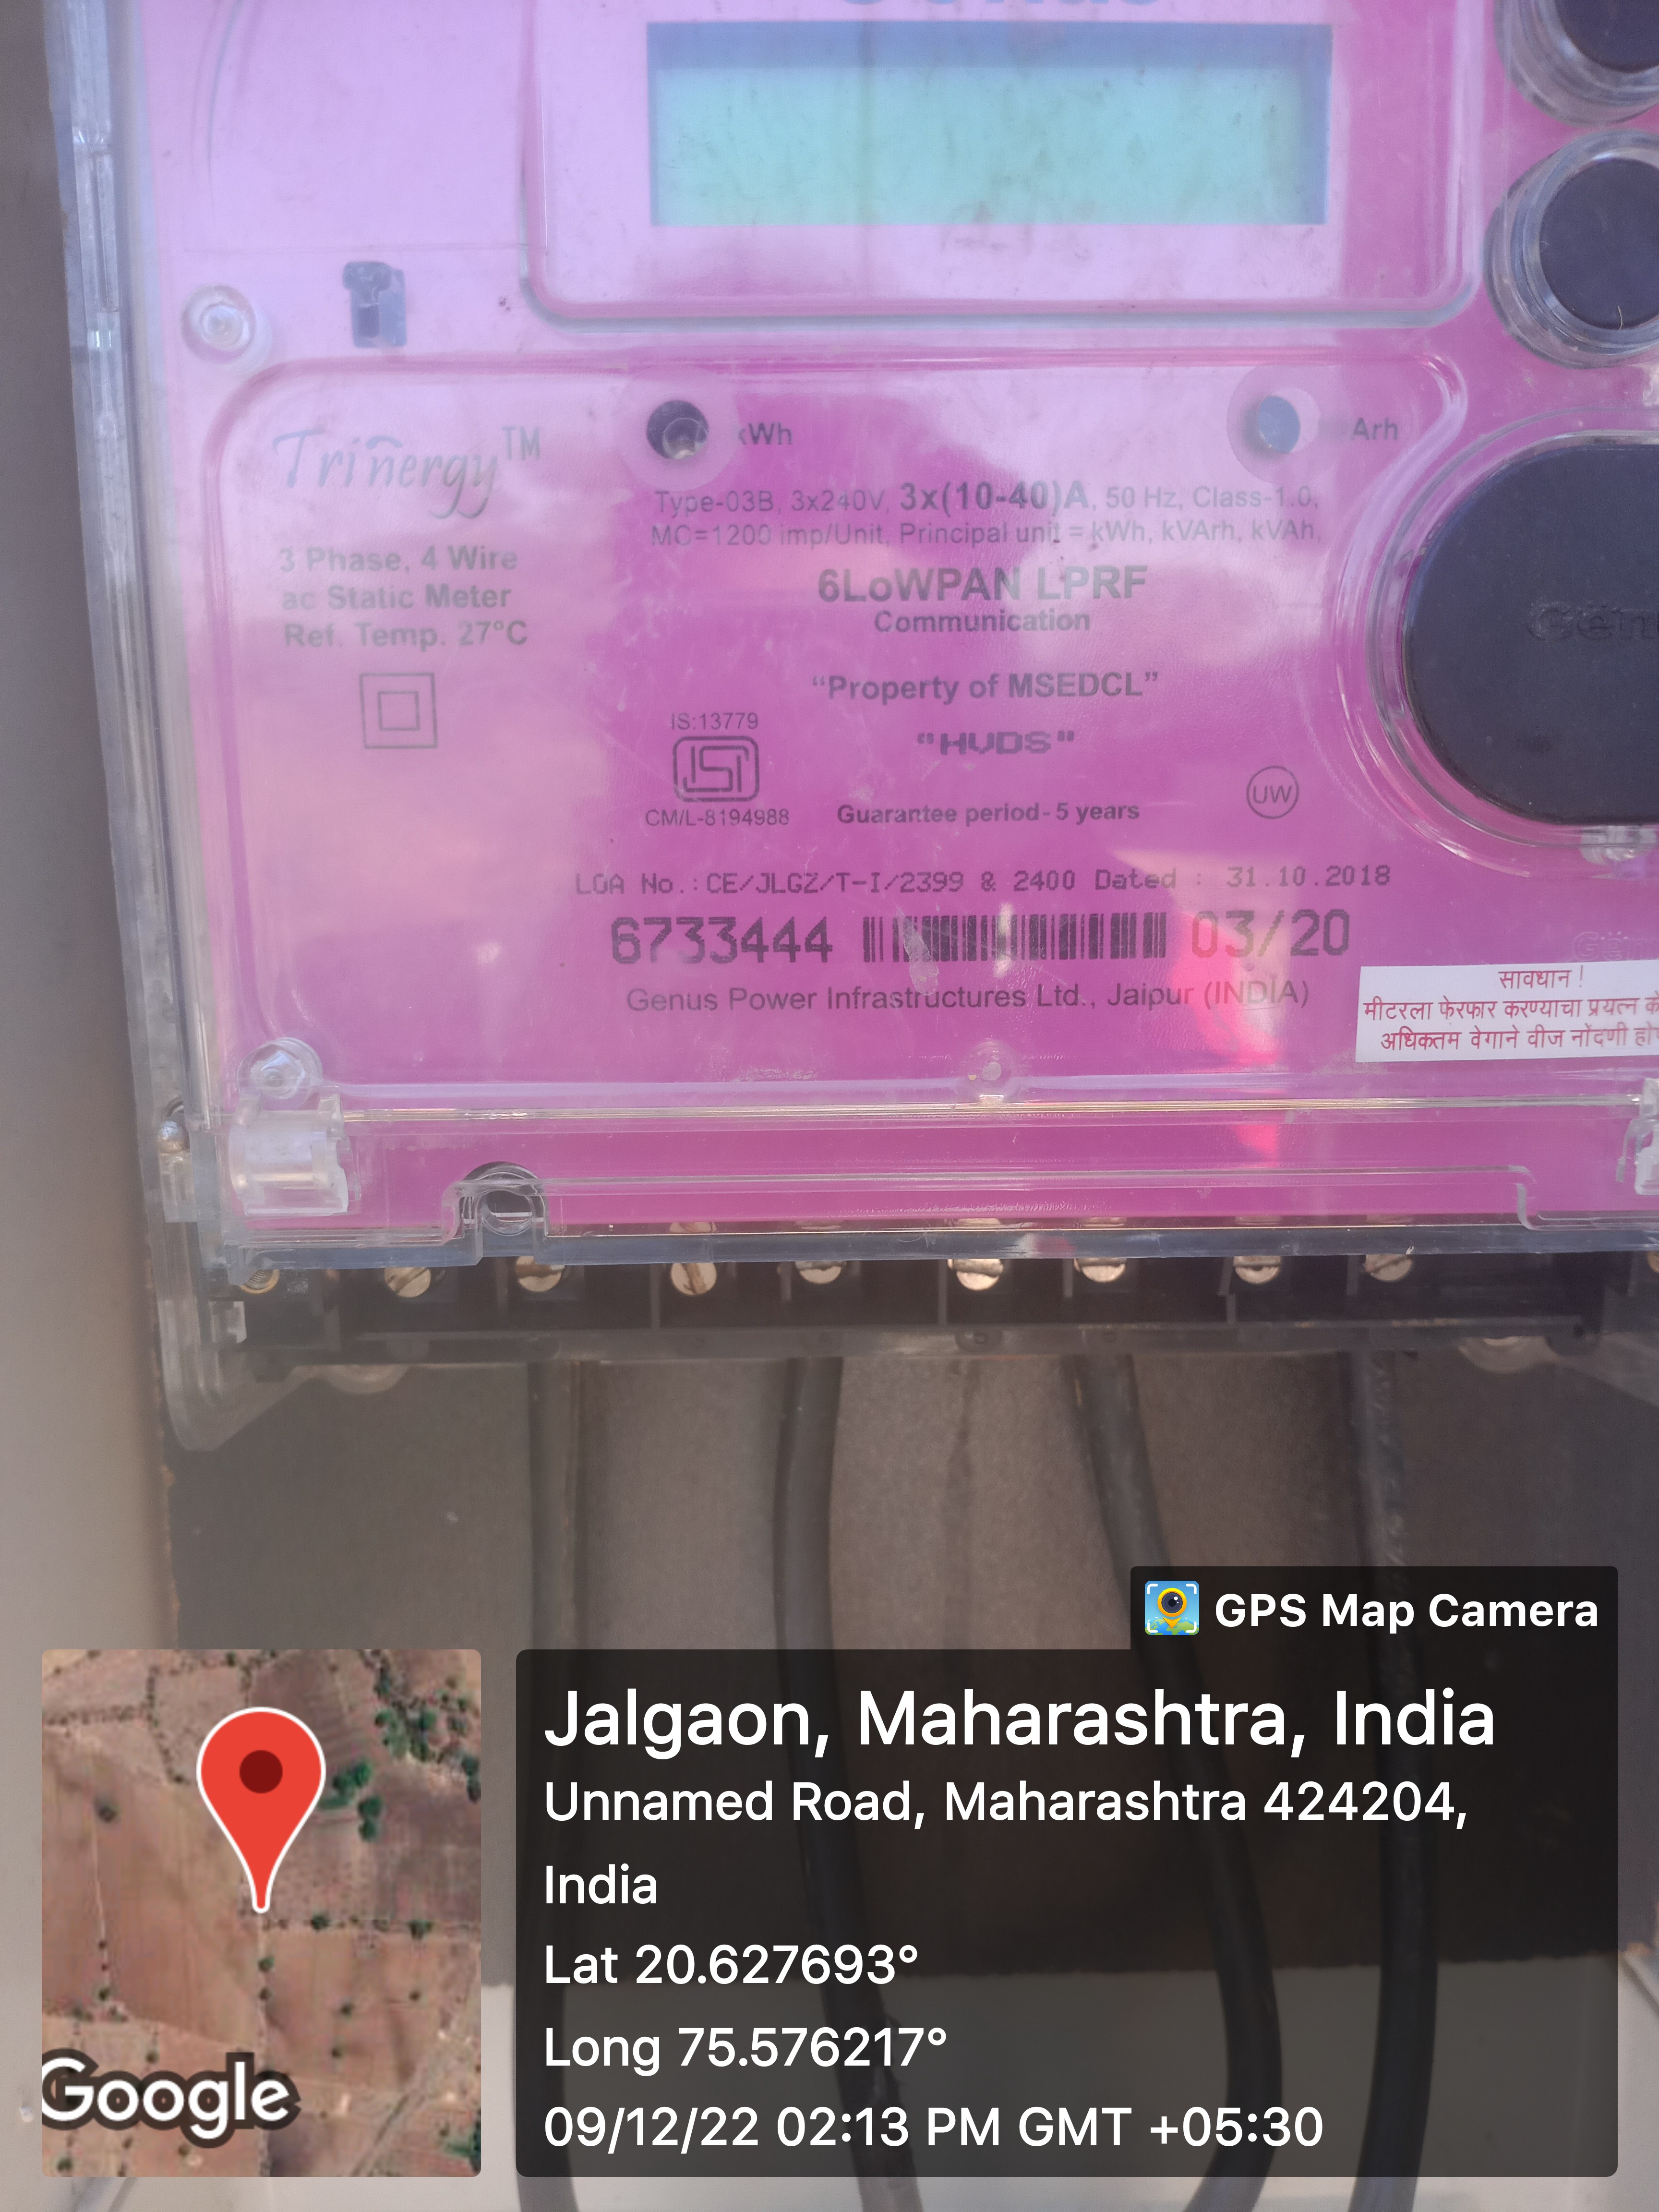 Trinergy™
3 Phase, 4 Wire
ac Static Meter
Ref. Temp. 27°C
kWh
Arh
Type-03B, 3x240V, 3x(10-40)A, 50 Hz, Class-1.0,
MC=1200 imp/Unit, Principal unit = kWh, kVArh, kVAh,
6LoWPAN LPRF
Communication
"Property of MSEDCL"
"HVDS"
IS:13779
ISI
CM/L-8194988
Guarantee period - 5 years
UW
LOA No.:CE/JLGZ/T-I/2399 & 2400 Dated : 31.10.2018
6733444 03/20
Genus Power Infrastructures Ltd., Jaipur (INDIA)
सावधान !
मीटरला फेरफार करण्याचा प्रयत्न
अधिकतम वेगाने वीज नोंदणी
GPS Map Camera
Jalgaon, Maharashtra, India
Unnamed Road, Maharashtra 424204,
India
Lat 20.627693°
Long 75.576217°
09/12/22 02:13 PM GMT +05:30
Google